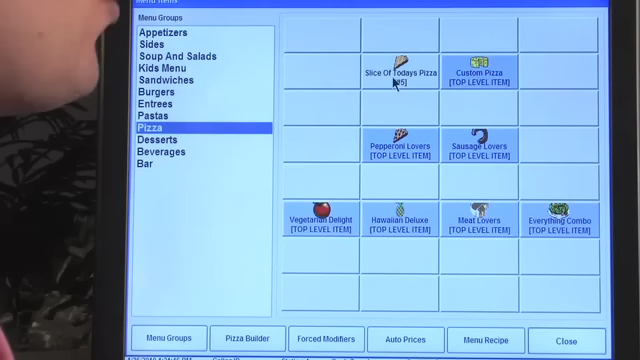 Menu Items
Menu Groups
Appetizers
Sides
Soup And Salads
Kids Menu
Sandwiches
Burgers
Entrees
Pastas
Pizza
Desserts
Beverages
Bar
Slice Of Todays Pizza
Custom Pizza
[TOP LEVEL ITEM]
Pepperoni Lovers
[TOP LEVEL ITEM]
Sausage Lovers
[TOP LEVEL ITEM]
Vegetarian Delight
[TOP LEVEL ITEM]
Hawaiian Deluxe
[TOP LEVEL ITEM]
Meat Lovers
[TOP LEVEL ITEM]
Everything Combo
[TOP LEVEL ITEM]
Menu Groups
Pizza Builder
Forced Modifiers
Auto Prices
Menu Recipe
Close